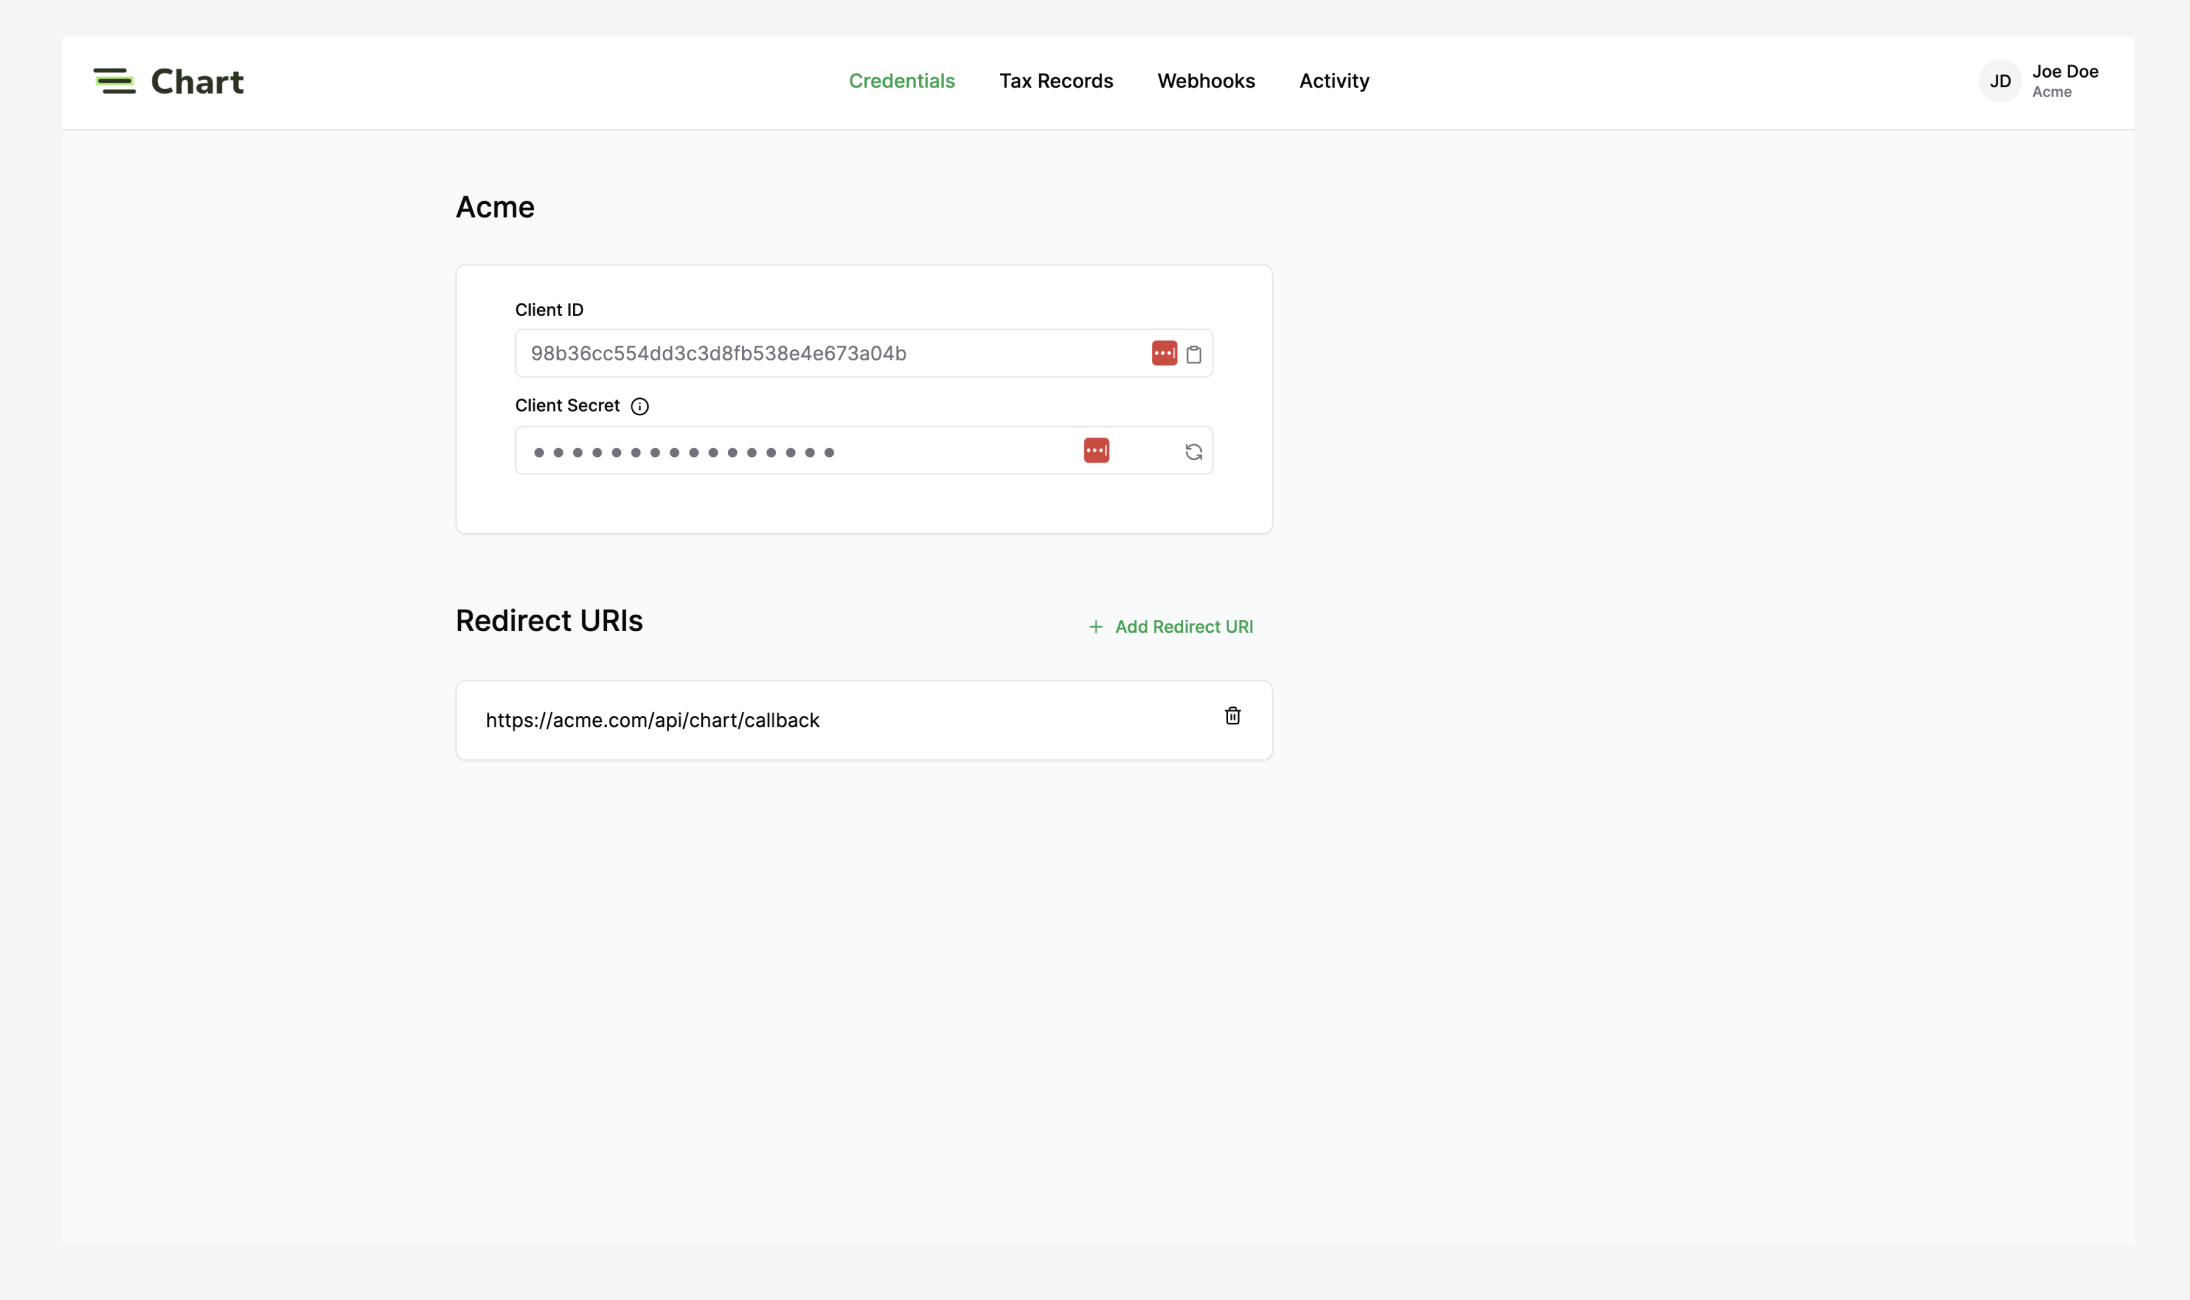 Chart
Credentials Tax Records Webhooks Activity
JD
Joe Doe
Acme
Acme
Client ID
98b36cc554dd3c3d8fb538e4e673a04b
Client Secret
Redirect URIs
Add Redirect URI
https://acme.com/api/chart/callback